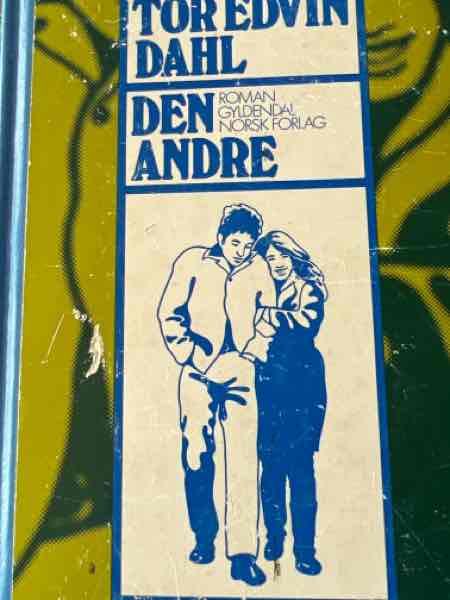 TOR EDVIN
DAHL
DEN
ANDRE
ROMAN
GYLDENDAL
NORSK FORLAG